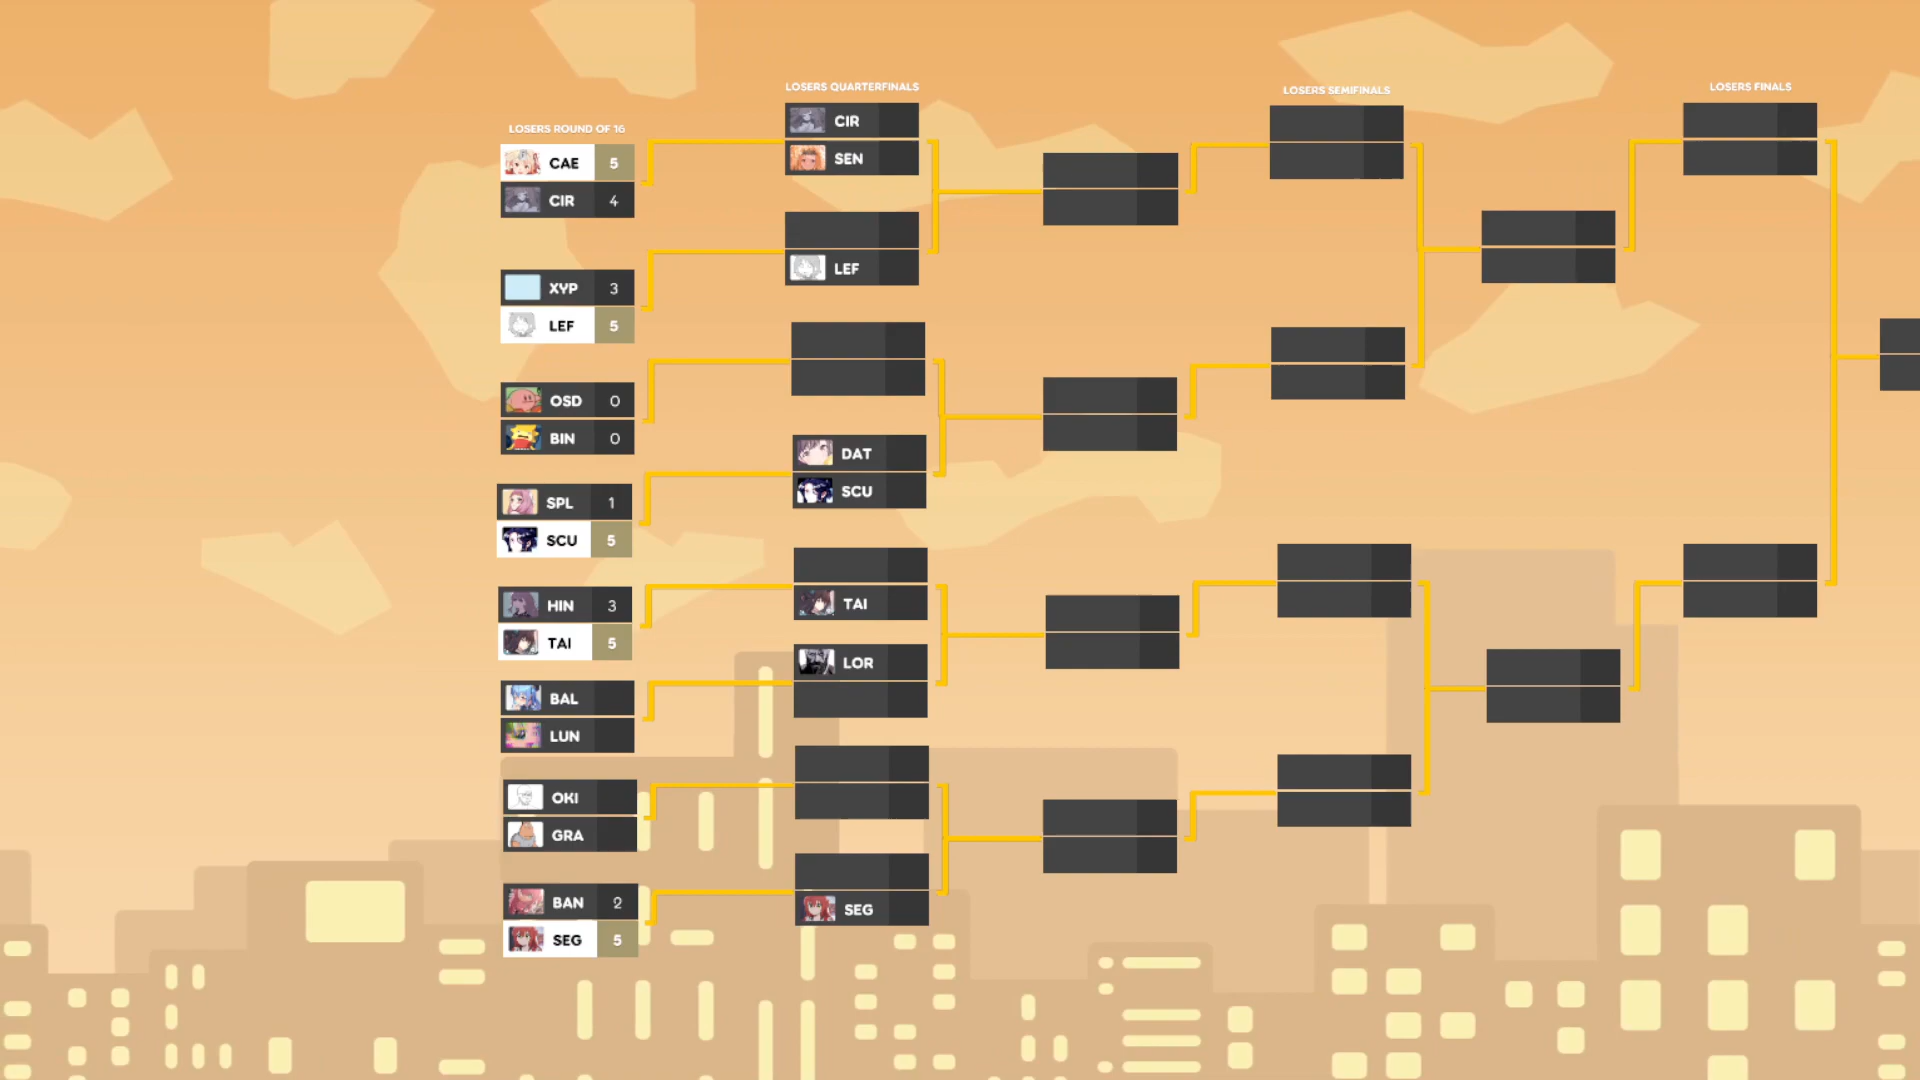 LOSERS ROUND OF 16
CAE 5
CIR 4
XYP 3
LEF 5
OSD 0
BIN 0
SPL 1
SCU 5
HIN 3
TAI 5
BAL
LUN
OKI
GRA
BAN 2
SEG 5
LOSERS QUARTERFINALS
CIR
SEN
LEF
DAT
SCU
TAI
LOR
SEG
LOSERS SEMIFINALS
LOSERS FINALS